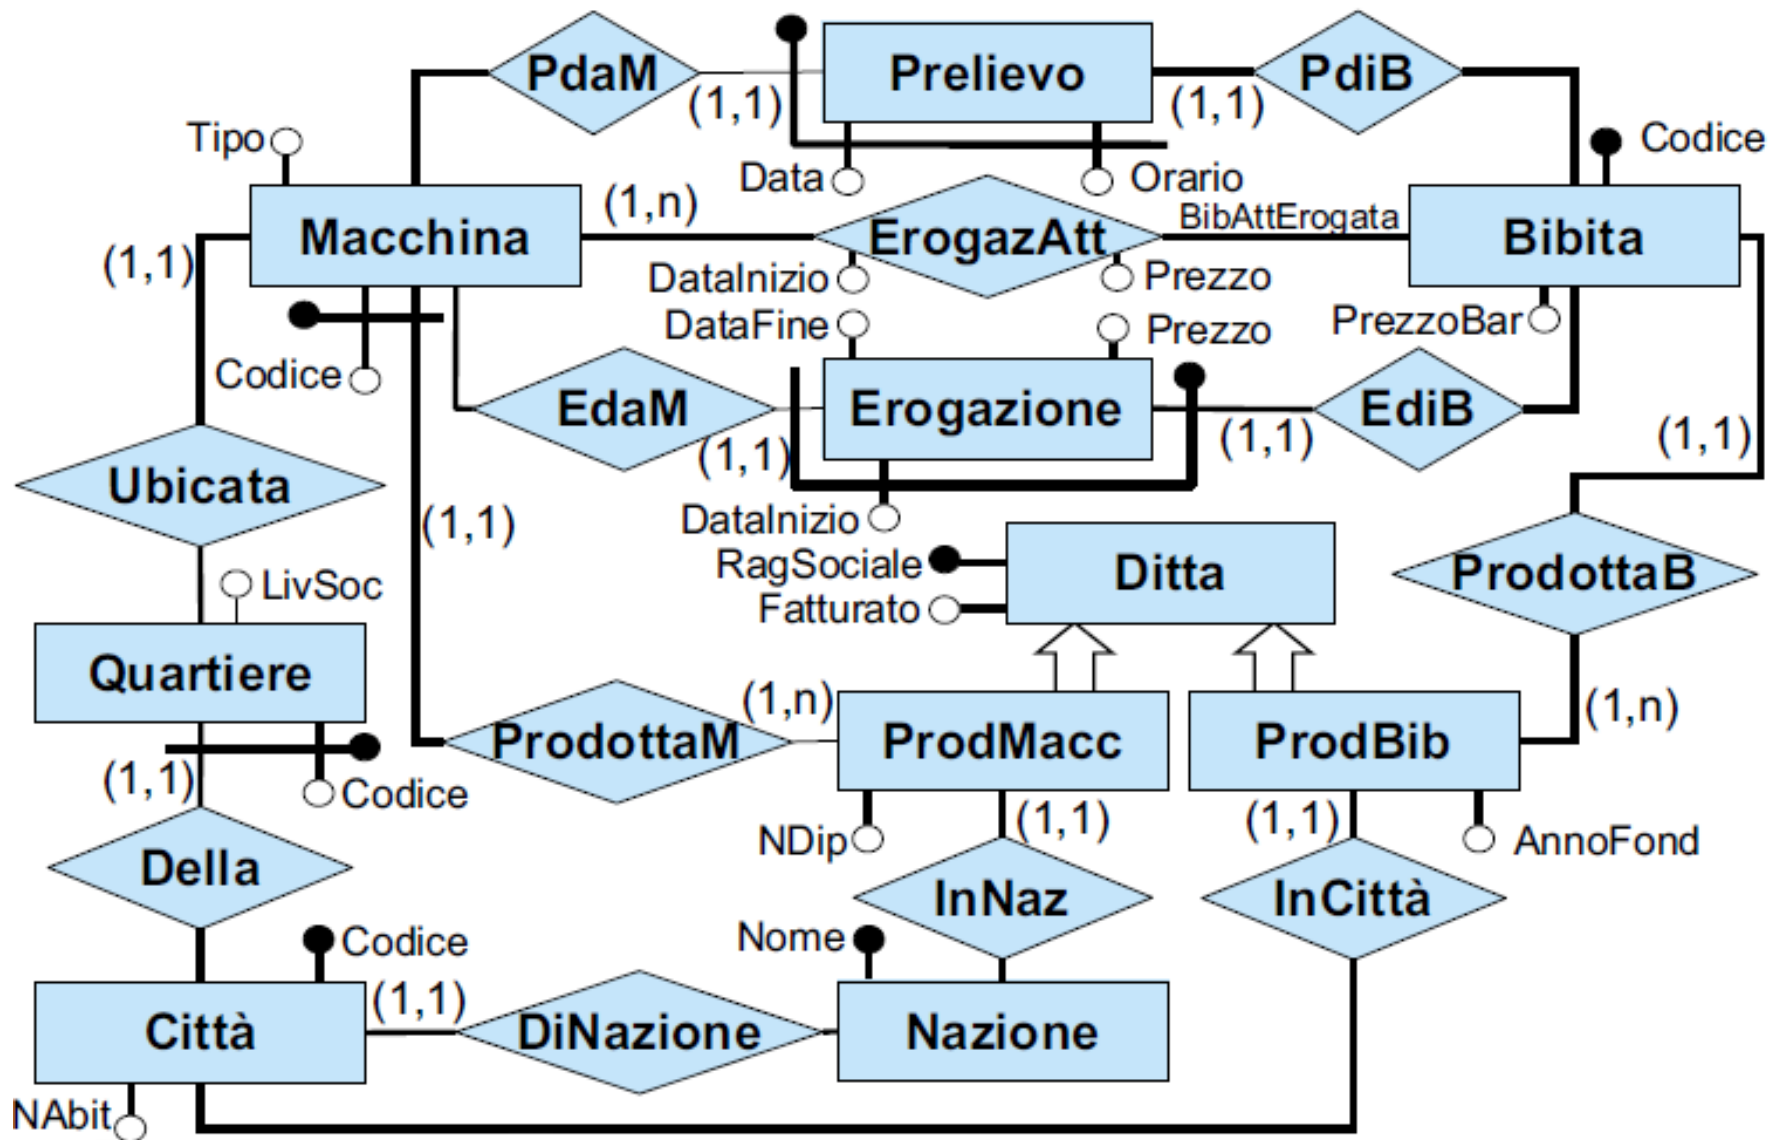 PdaM
Prelievo
PdiB
(1,1)
(1,1)
Tipo
Codice
Data
Orario
Macchina
(1,n)
ErogazAtt
BibAttErogata
Bibita
(1,1)
DataInizio
Prezzo
DataFine
Prezzo
PrezzoBar
Codice
EdaM
Erogazione
EdiB
(1,1)
(1,1)
(1,1)
Ubicata
(1,1)
DataInizio
RagSociale
Ditta
ProdottaB
LivSoc
Fatturato
Quartiere
(1,n)
(1,n)
ProdottaM
ProdMacc
ProdBib
(1,1)
Codice
(1,1)
(1,1)
NDip
AnnoFond
Della
InNaz
InCittà
Codice
Nome
(1,1)
Città
DiNazione
Nazione
NAbit